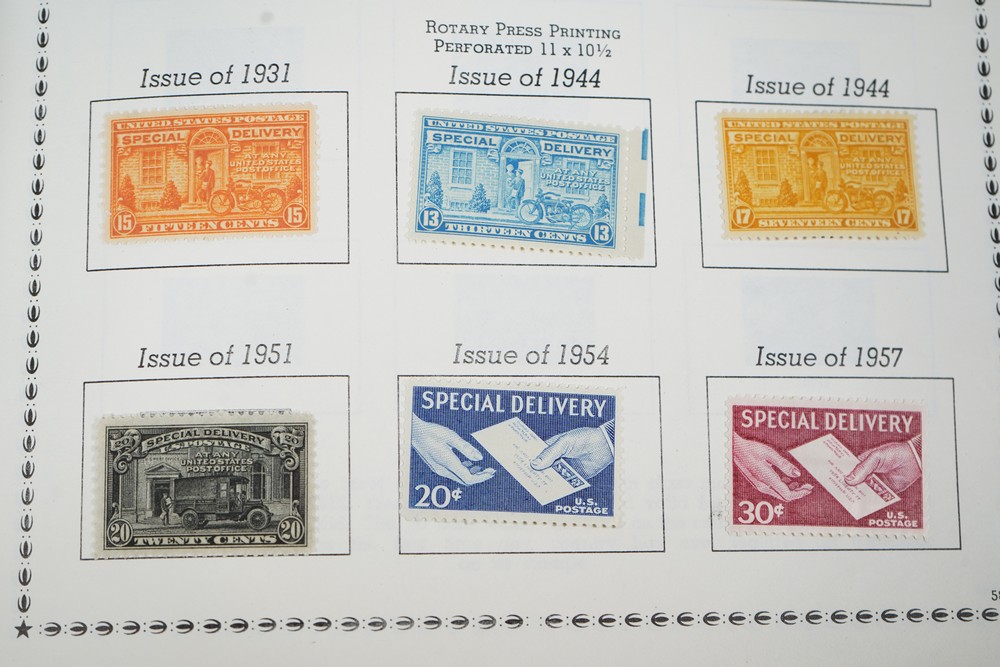 ROTARY PRESS PRINTING
PERFORATED 11 x 10½
Issue of 1931
Issue of 1944
Issue of 1944
UNITED STATES POSTAGE
SPECIAL DELIVERY
AT ANY
UNITED STATES
POST OFFICE
15 15
FIFTEEN CENTS
UNITED STATES POSTAGE
SPECIAL DELIVERY
AT ANY
UNITED STATES
POST OFFICE
13 13
THIRTEEN CENTS
UNITED STATES POSTAGE
SPECIAL DELIVERY
AT ANY
UNITED STATES
POST OFFICE
17 17
SEVENTEEN CENTS
Issue of 1951
Issue of 1954
Issue of 1957
20 SPECIAL DELIVERY 20
U.S. POSTAGE
AT ANY
UNITED STATES
POST OFFICE
20 20
TWENTY CENTS
SPECIAL DELIVERY
20¢
U.S.
POSTAGE
SPECIAL DELIVERY
30¢
U.S.
POSTAGE